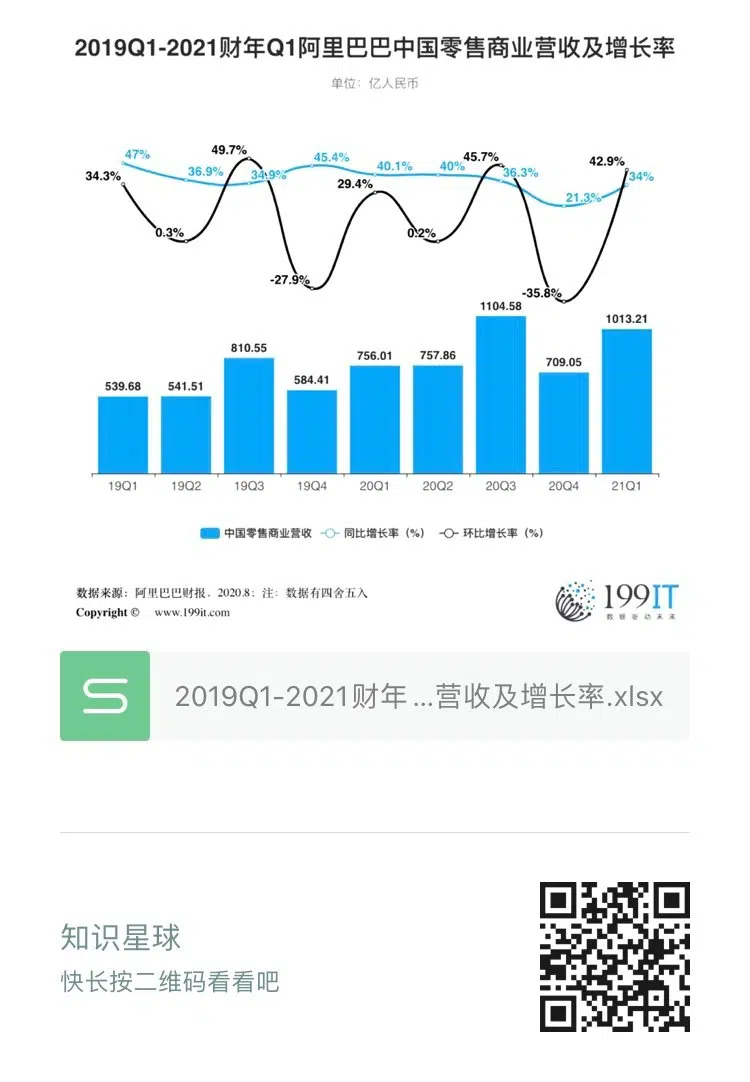 2019Q1-2021财年Q1阿里巴巴中国零售商业营收及增长率
单位：亿人民币
47%
36.9%
34.9%
45.4%
40.1%
40%
36.3%
21.3%
34%
34.3%
0.3%
49.7%
-27.9%
29.4%
0.2%
45.7%
-35.8%
42.9%
539.68
541.51
810.55
584.41
756.01
757.86
1104.58
709.05
1013.21
19Q1 19Q2 19Q3 19Q4 20Q1 20Q2 20Q3 20Q4 21Q1
中国零售商业营收 同比增长率（%） 环比增长率（%）
数据来源：阿里巴巴财报，2020.8；注：数据有四舍五入
Copyright © www.199it.com
199IT
数据驱动未来
2019Q1-2021财年 ...营收及增长率.xlsx
知识星球
快长按二维码看看吧